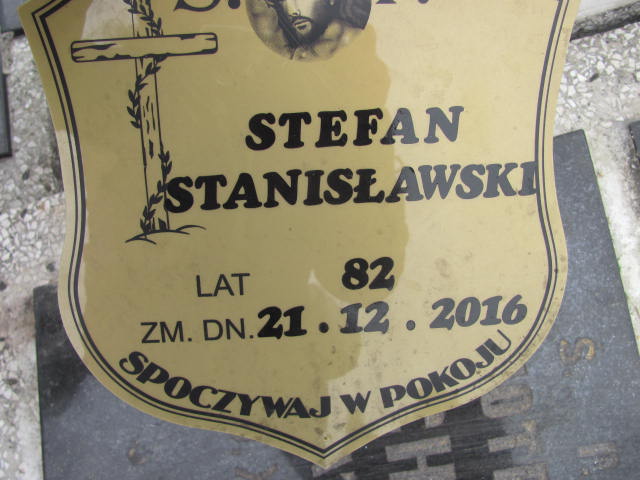 Ś. P.
STEFAN
STANISŁAWSKI
LAT 82
ZM. DN. 21.12.2016
SPOCZYWAJ W POKOJU